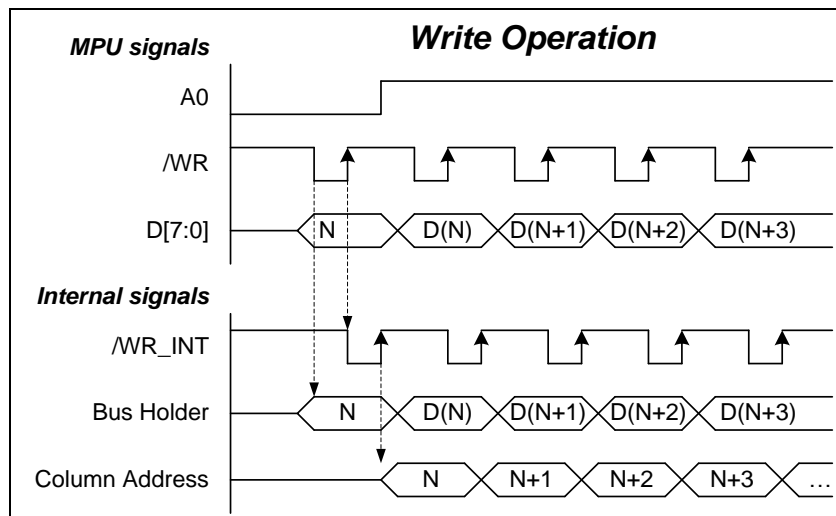 Write Operation
MPU signals
A0
/WR
D[7:0] N D(N) D(N+1) D(N+2) D(N+3)
Internal signals
/WR_INT
Bus Holder N D(N) D(N+1) D(N+2) D(N+3)
Column Address N N+1 N+2 N+3 ...